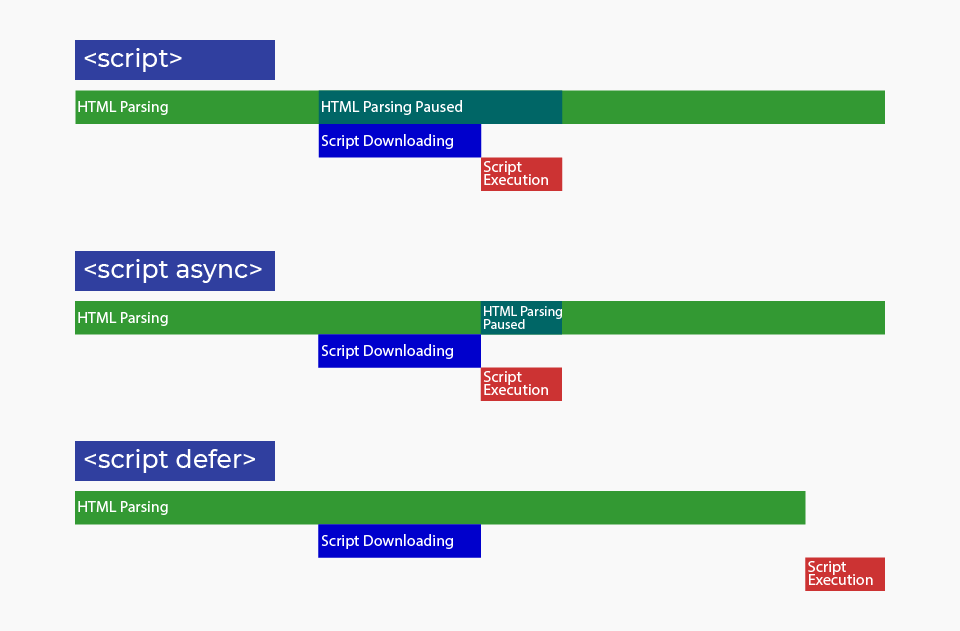 <script>
HTML Parsing
HTML Parsing Paused
Script Downloading
Script
Execution
<script async>
HTML Parsing
HTML Parsing
Paused
Script Downloading
Script
Execution
<script defer>
HTML Parsing
Script Downloading
Script
Execution